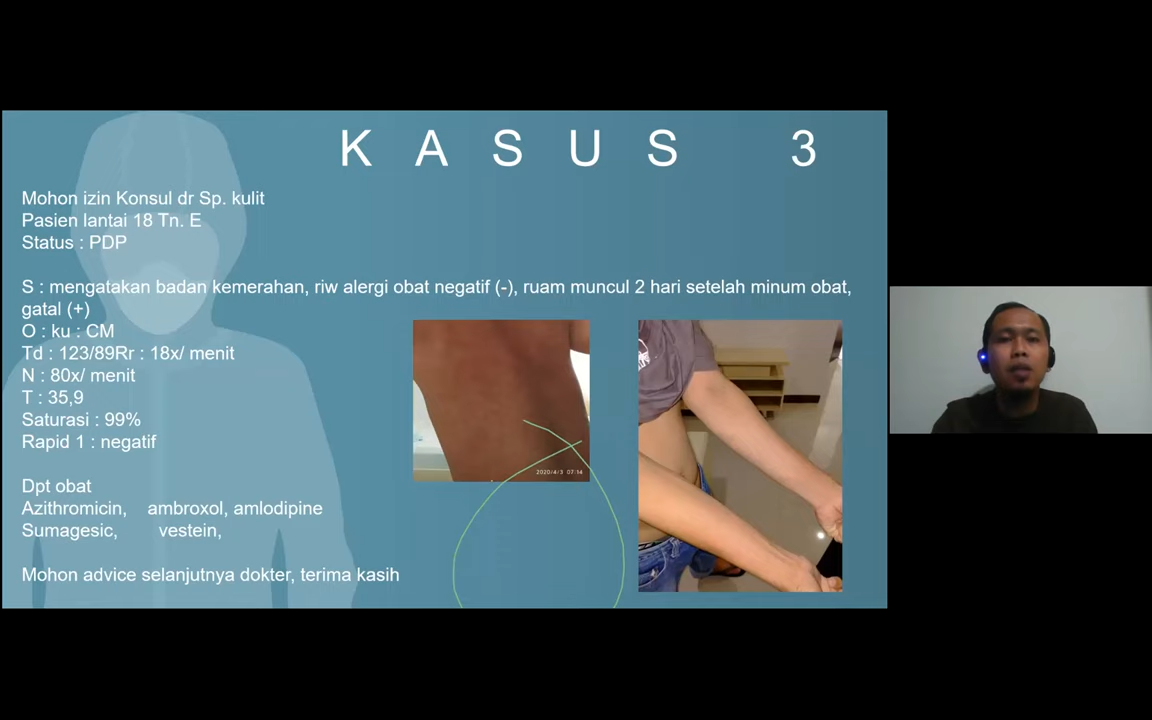 KASUS 3
Mohon izin Konsul dr Sp. kulit
Pasien lantai 18 Tn. E
Status : PDP
S : mengatakan badan kemerahan, riw alergi obat negatif (-), ruam muncul 2 hari setelah minum obat,
gatal (+)
O : ku : CM
Td : 123/89Rr : 18x/ menit
N : 80x/ menit
T : 35,9
Saturasi : 99%
Rapid 1 : negatif
2020/4/3 07:14
Dpt obat
Azithromicin, ambroxol, amlodipine
Sumagesic, vestein,
Mohon advice selanjutnya dokter, terima kasih